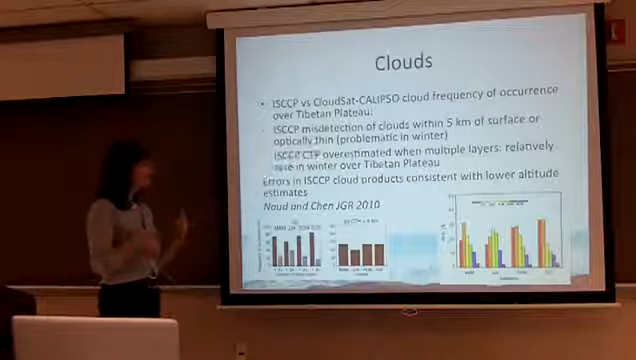 Clouds
• ISCCP vs CloudSat-CALIPSO cloud frequency of occurrence
over Tibetan Plateau:
- ISCCP misdetection of clouds within 5 km of surface or
optically thin (problematic in winter)
ISCCP CTP overestimated when multiple layers: relatively
rare in winter over Tibetan Plateau
Errors in ISCCP cloud products consistent with lower altitude
estimates
Naud and Chen JGR 2010